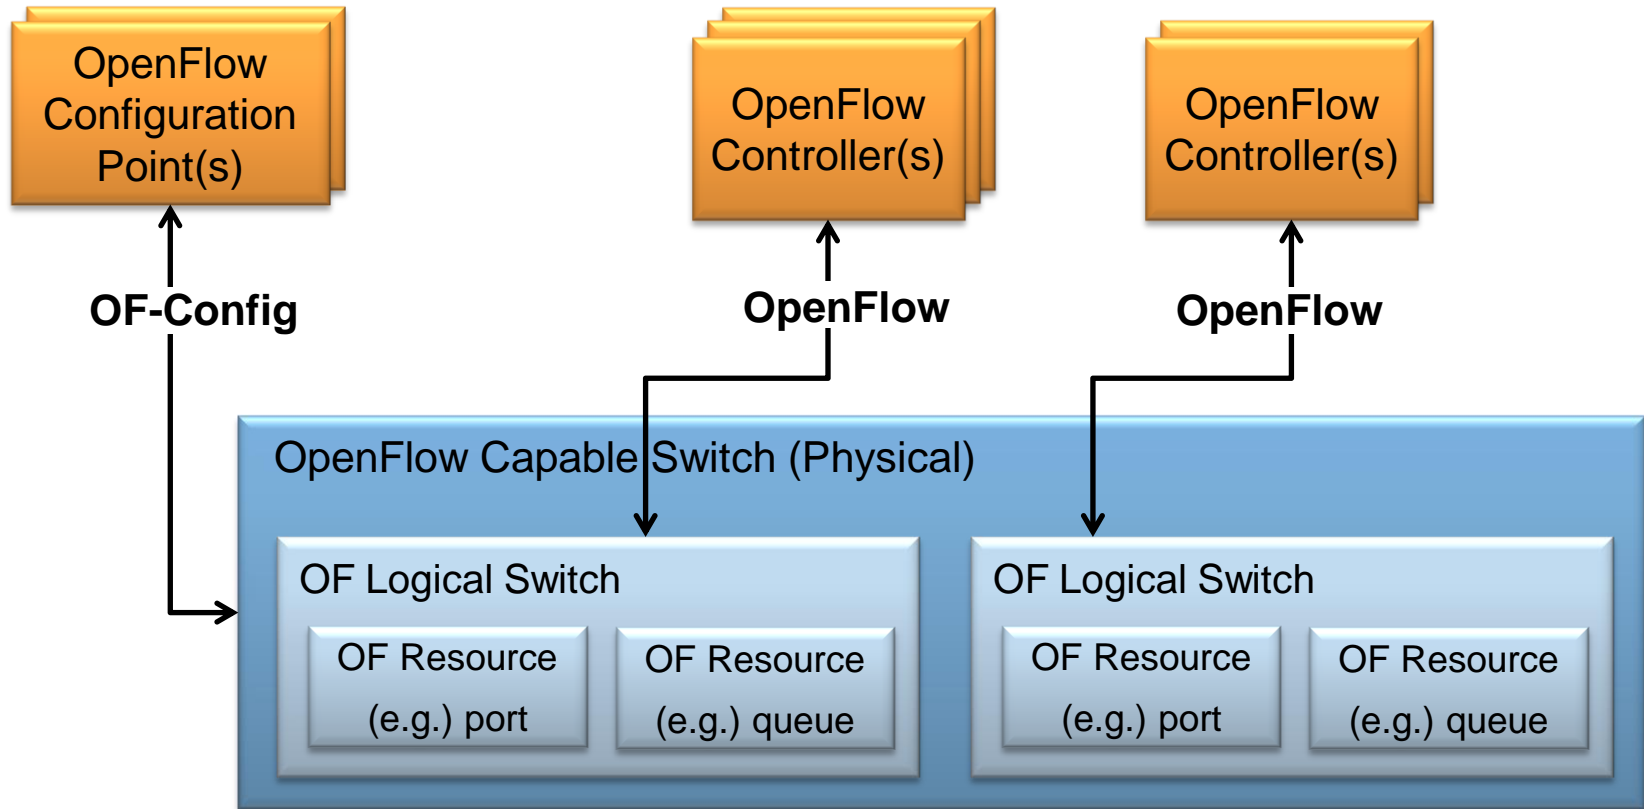 OpenFlow
Configuration
Point(s)
OpenFlow
Controller(s)
OpenFlow
Controller(s)
OF-Config
OpenFlow
OpenFlow
OpenFlow Capable Switch (Physical)
OF Logical Switch
OF Resource
(e.g.) port
OF Resource
(e.g.) queue
OF Logical Switch
OF Resource
(e.g.) port
OF Resource
(e.g.) queue